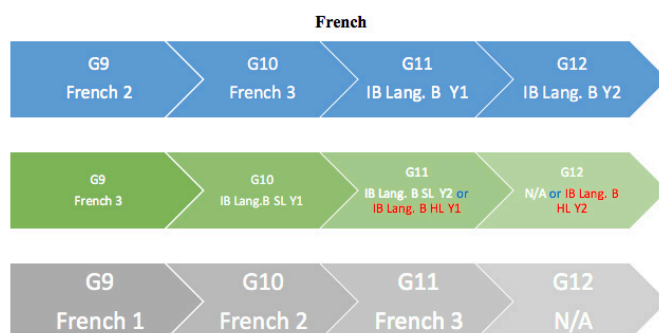 French
G9
French 2
G10
French 3
G11
IB Lang. B Y1
G12
IB Lang. B Y2
G9
French 3
G10
IB Lang.B SL Y1
G11
IB Lang. B SL Y2 or
IB Lang. B HL Y1
G12
N/A or IB Lang. B
HL Y2
G9
French 1
G10
French 2
G11
French 3
G12
N/A